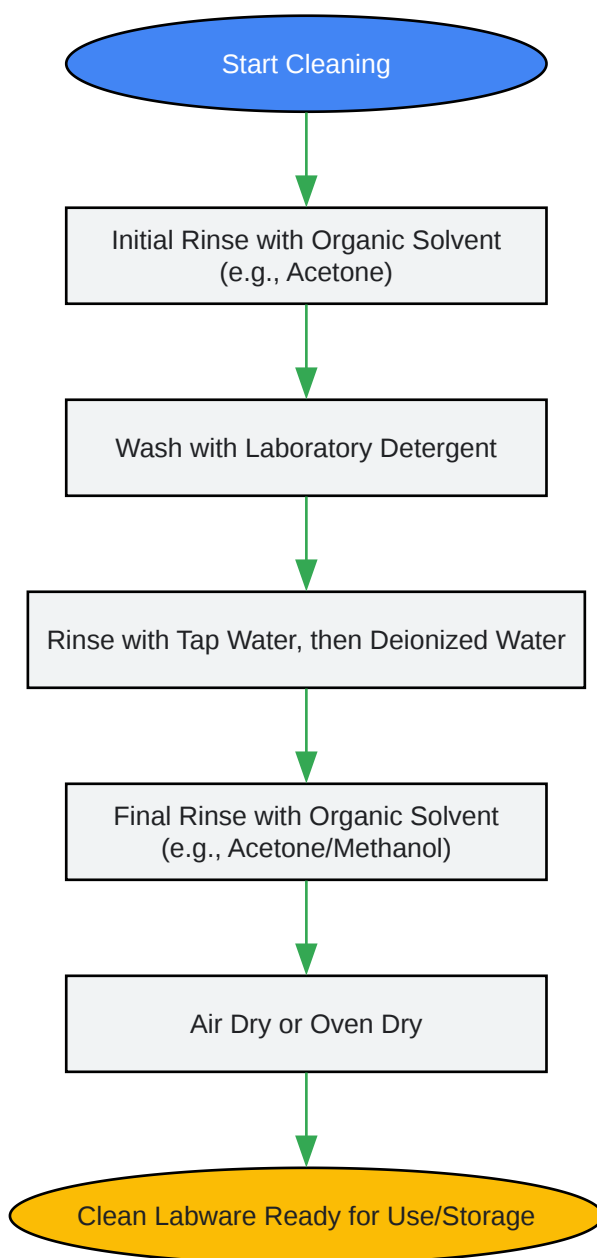 Start Cleaning
Initial Rinse with Organic Solvent
(e.g., Acetone)
Wash with Laboratory Detergent
Rinse with Tap Water, then Deionized Water
Final Rinse with Organic Solvent
(e.g., Acetone/Methanol)
Air Dry or Oven Dry
Clean Labware Ready for Use/Storage